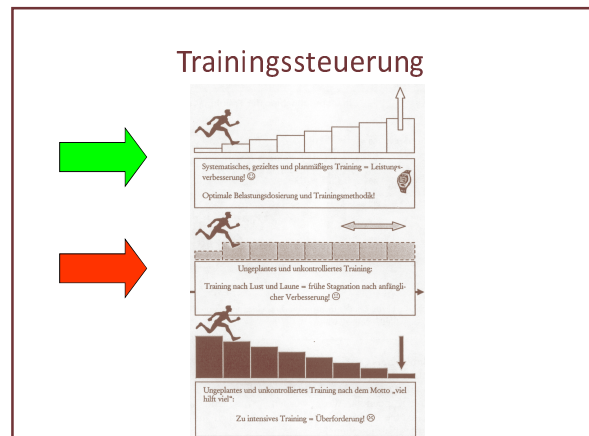 Trainingssteuerung
Systematisches, gezieltes und planmäßiges Training = Leistungs-
verbesserung! ☺
Optimale Belastungsdosierung und Trainingsmethodik!
Ungeplantes und unkontrolliertes Training:
Training nach Lust und Laune = frühe Stagnation nach anfängli-
cher Verbesserung! 😐
Ungeplantes und unkontrolliertes Training nach dem Motto „viel
hilft viel":
Zu intensives Training = Überforderung! ☹